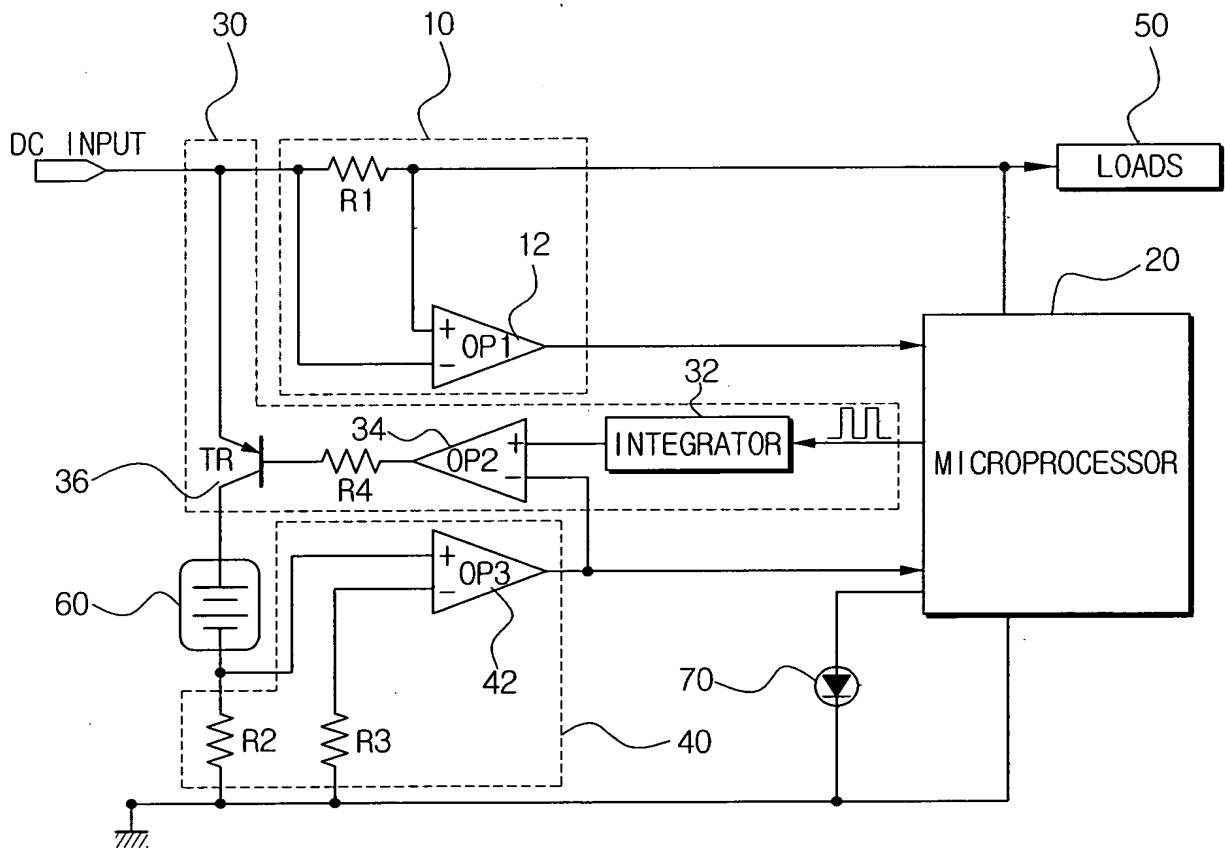 30
10
50
DC INPUT
R1
LOADS
12
20
+
OP1
-
32
34
INTEGRATOR
MICROPROCESSOR
TR
R4
OP2
+
-
36
+
OP3
-
60
42
70
R2
R3
40